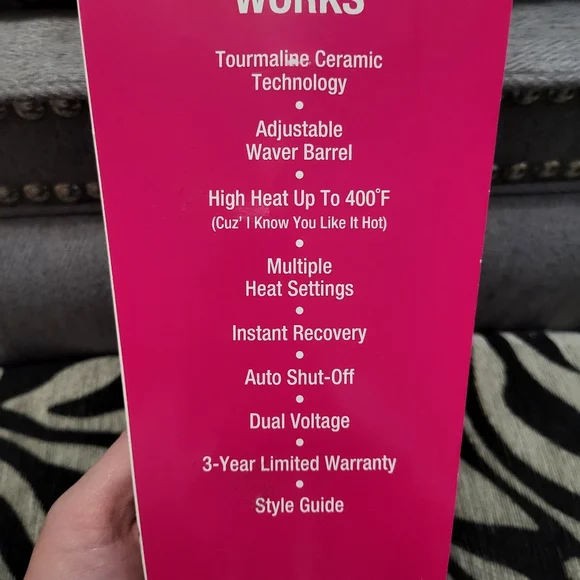 WORKS
Tourmaline Ceramic
Technology
Adjustable
Waver Barrel
High Heat Up To 400°F
(Cuz' I Know You Like It Hot)
Multiple
Heat Settings
Instant Recovery
Auto Shut-Off
Dual Voltage
3-Year Limited Warranty
Style Guide